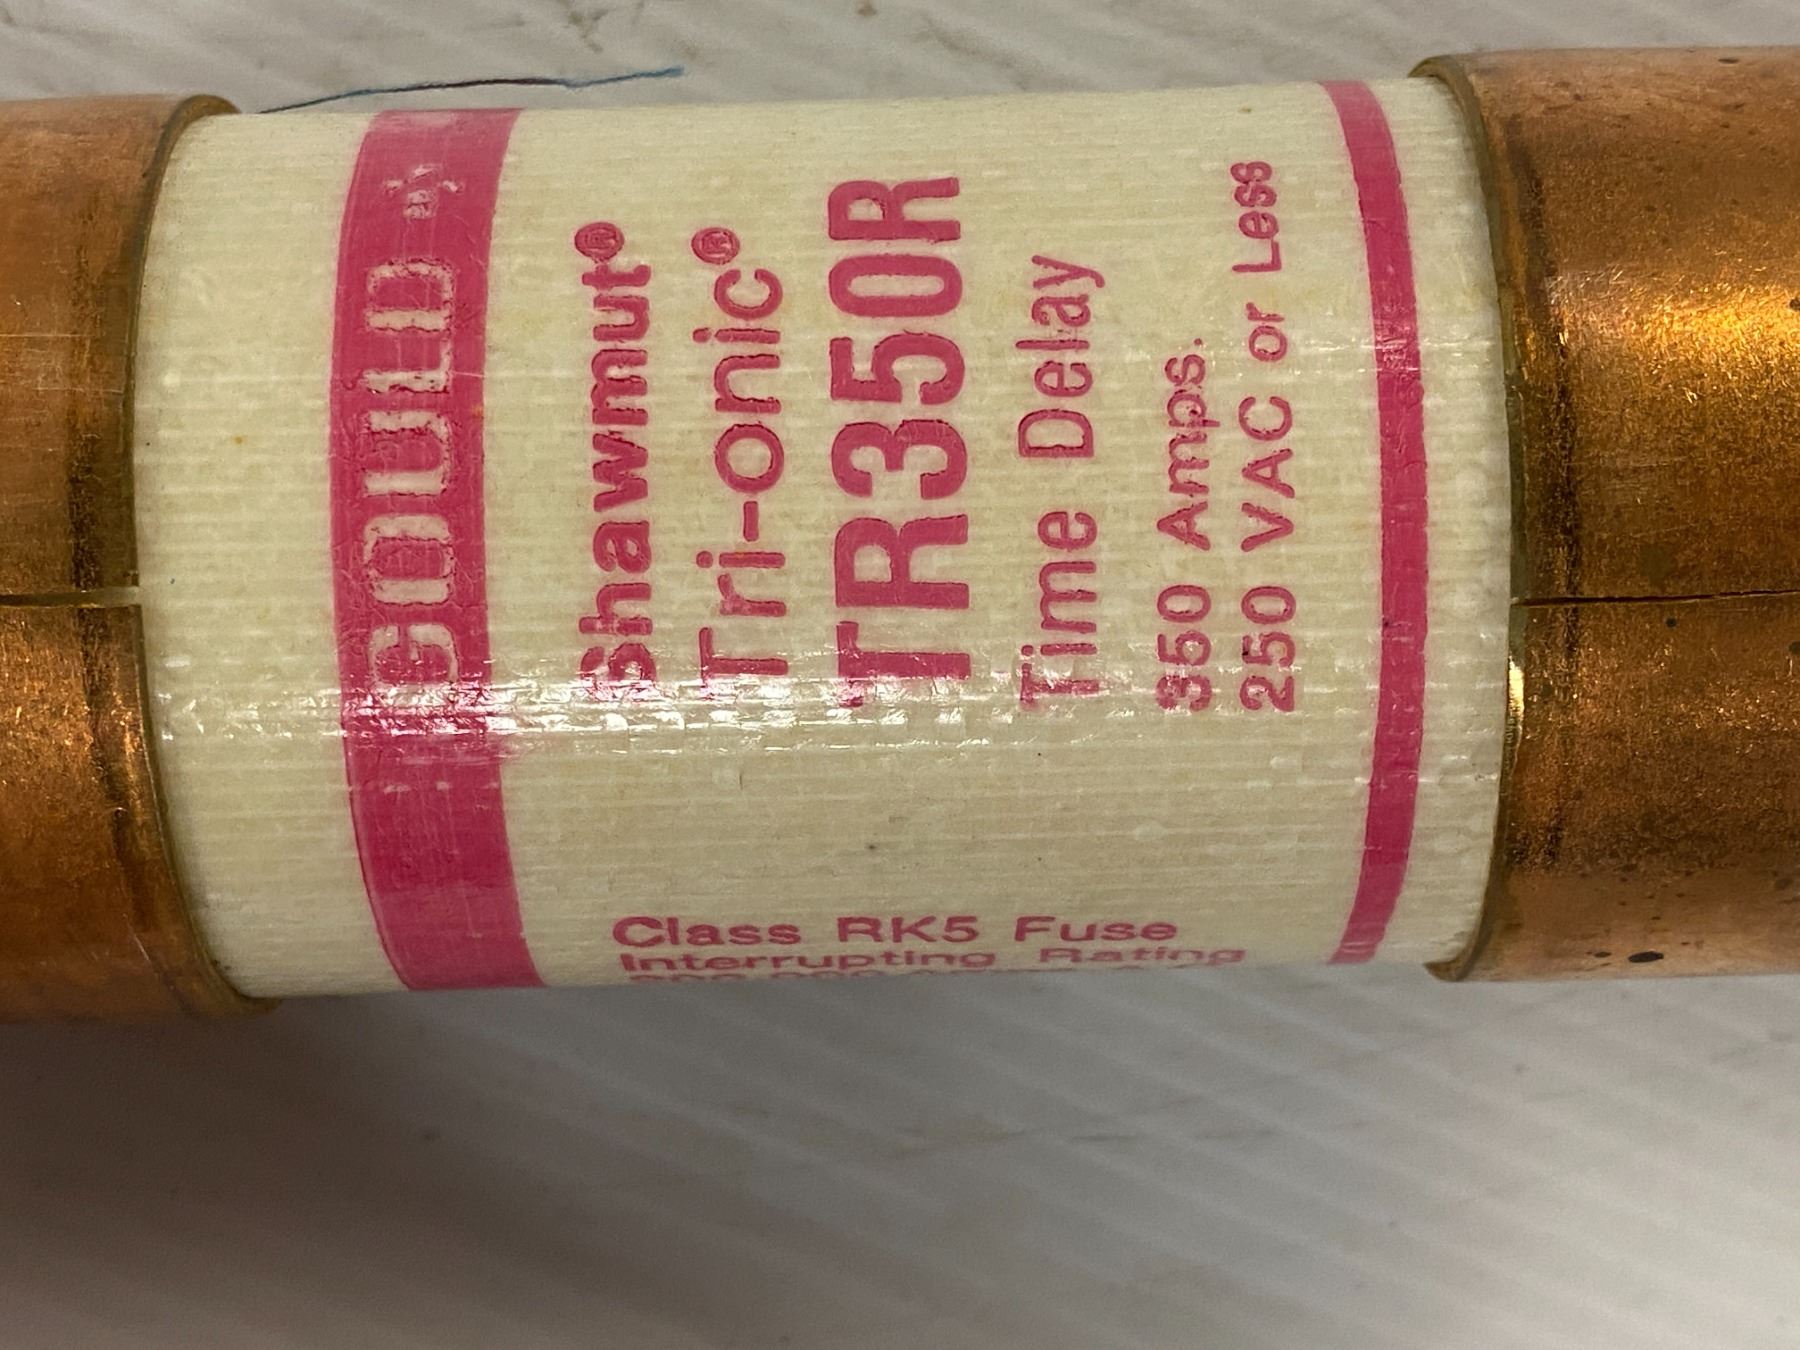 GOULD
Shawmut®
Tri-onic®
TR350R
Time Delay
350 Amps.
250 VAC or Less
Class RK5 Fuse
Interrupting Rating